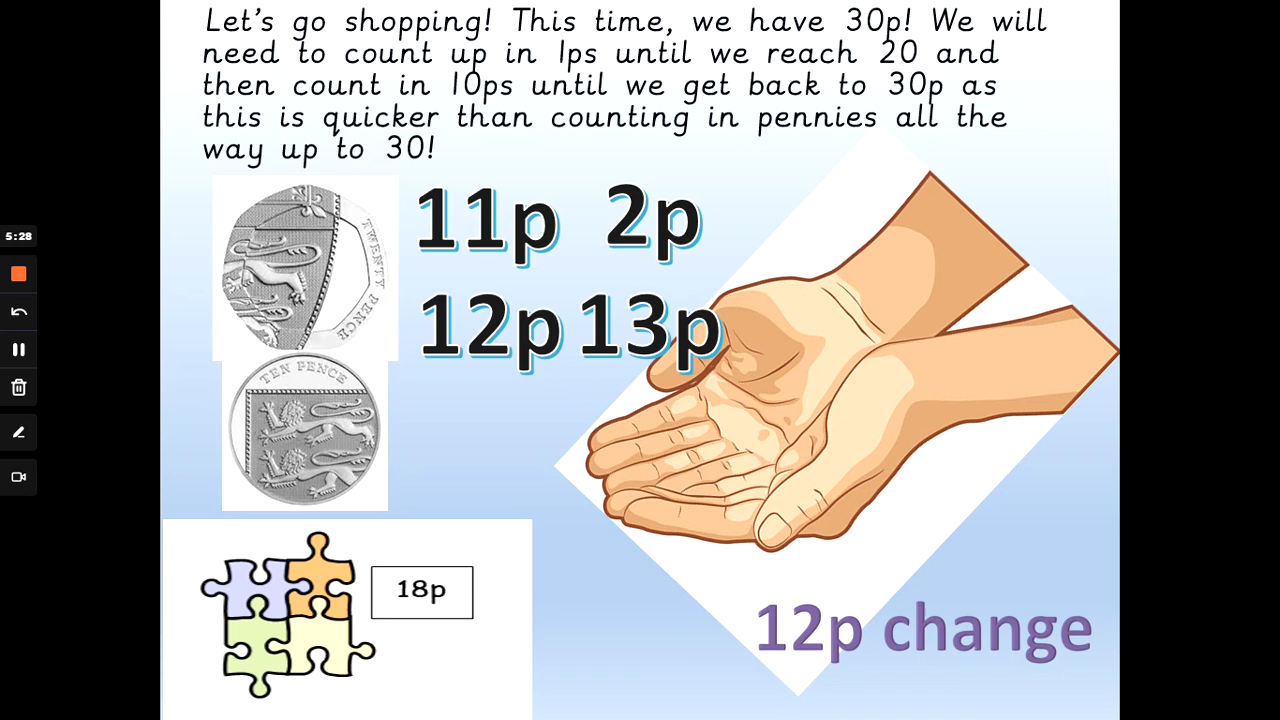 Let's go shopping! This time, we have 30p! We will
need to count up in 1ps until we reach 20 and
then count in 10ps until we get back to 30p as
this is quicker than counting in pennies all the
way up to 30!
5:28
11p 2p
12p 13p
TWENTY PENCE
TEN PENCE
18p
12p change